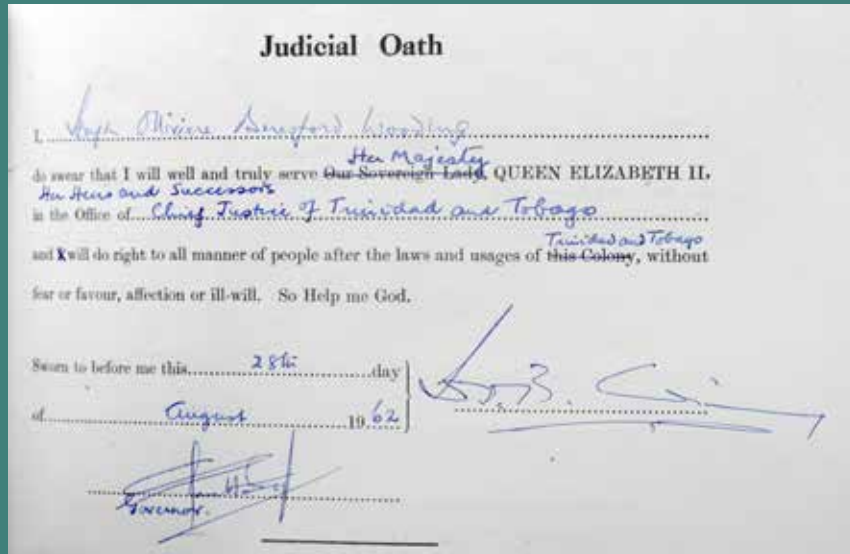 Judicial Oath
I, Hugh Olliviere Beresford Wooding
Her Majesty
do swear that I will well and truly serve Our Sovereign Lady, QUEEN ELIZABETH II,
Her Heirs and Successors
in the Office of Chief Justice of Trinidad and Tobago
Trinidad and Tobago
and will do right to all manner of people after the laws and usages of this Colony, without
fear or favour, affection or ill-will. So Help me God.
Sworn to before me this 28th day
of August 1962
Governor.